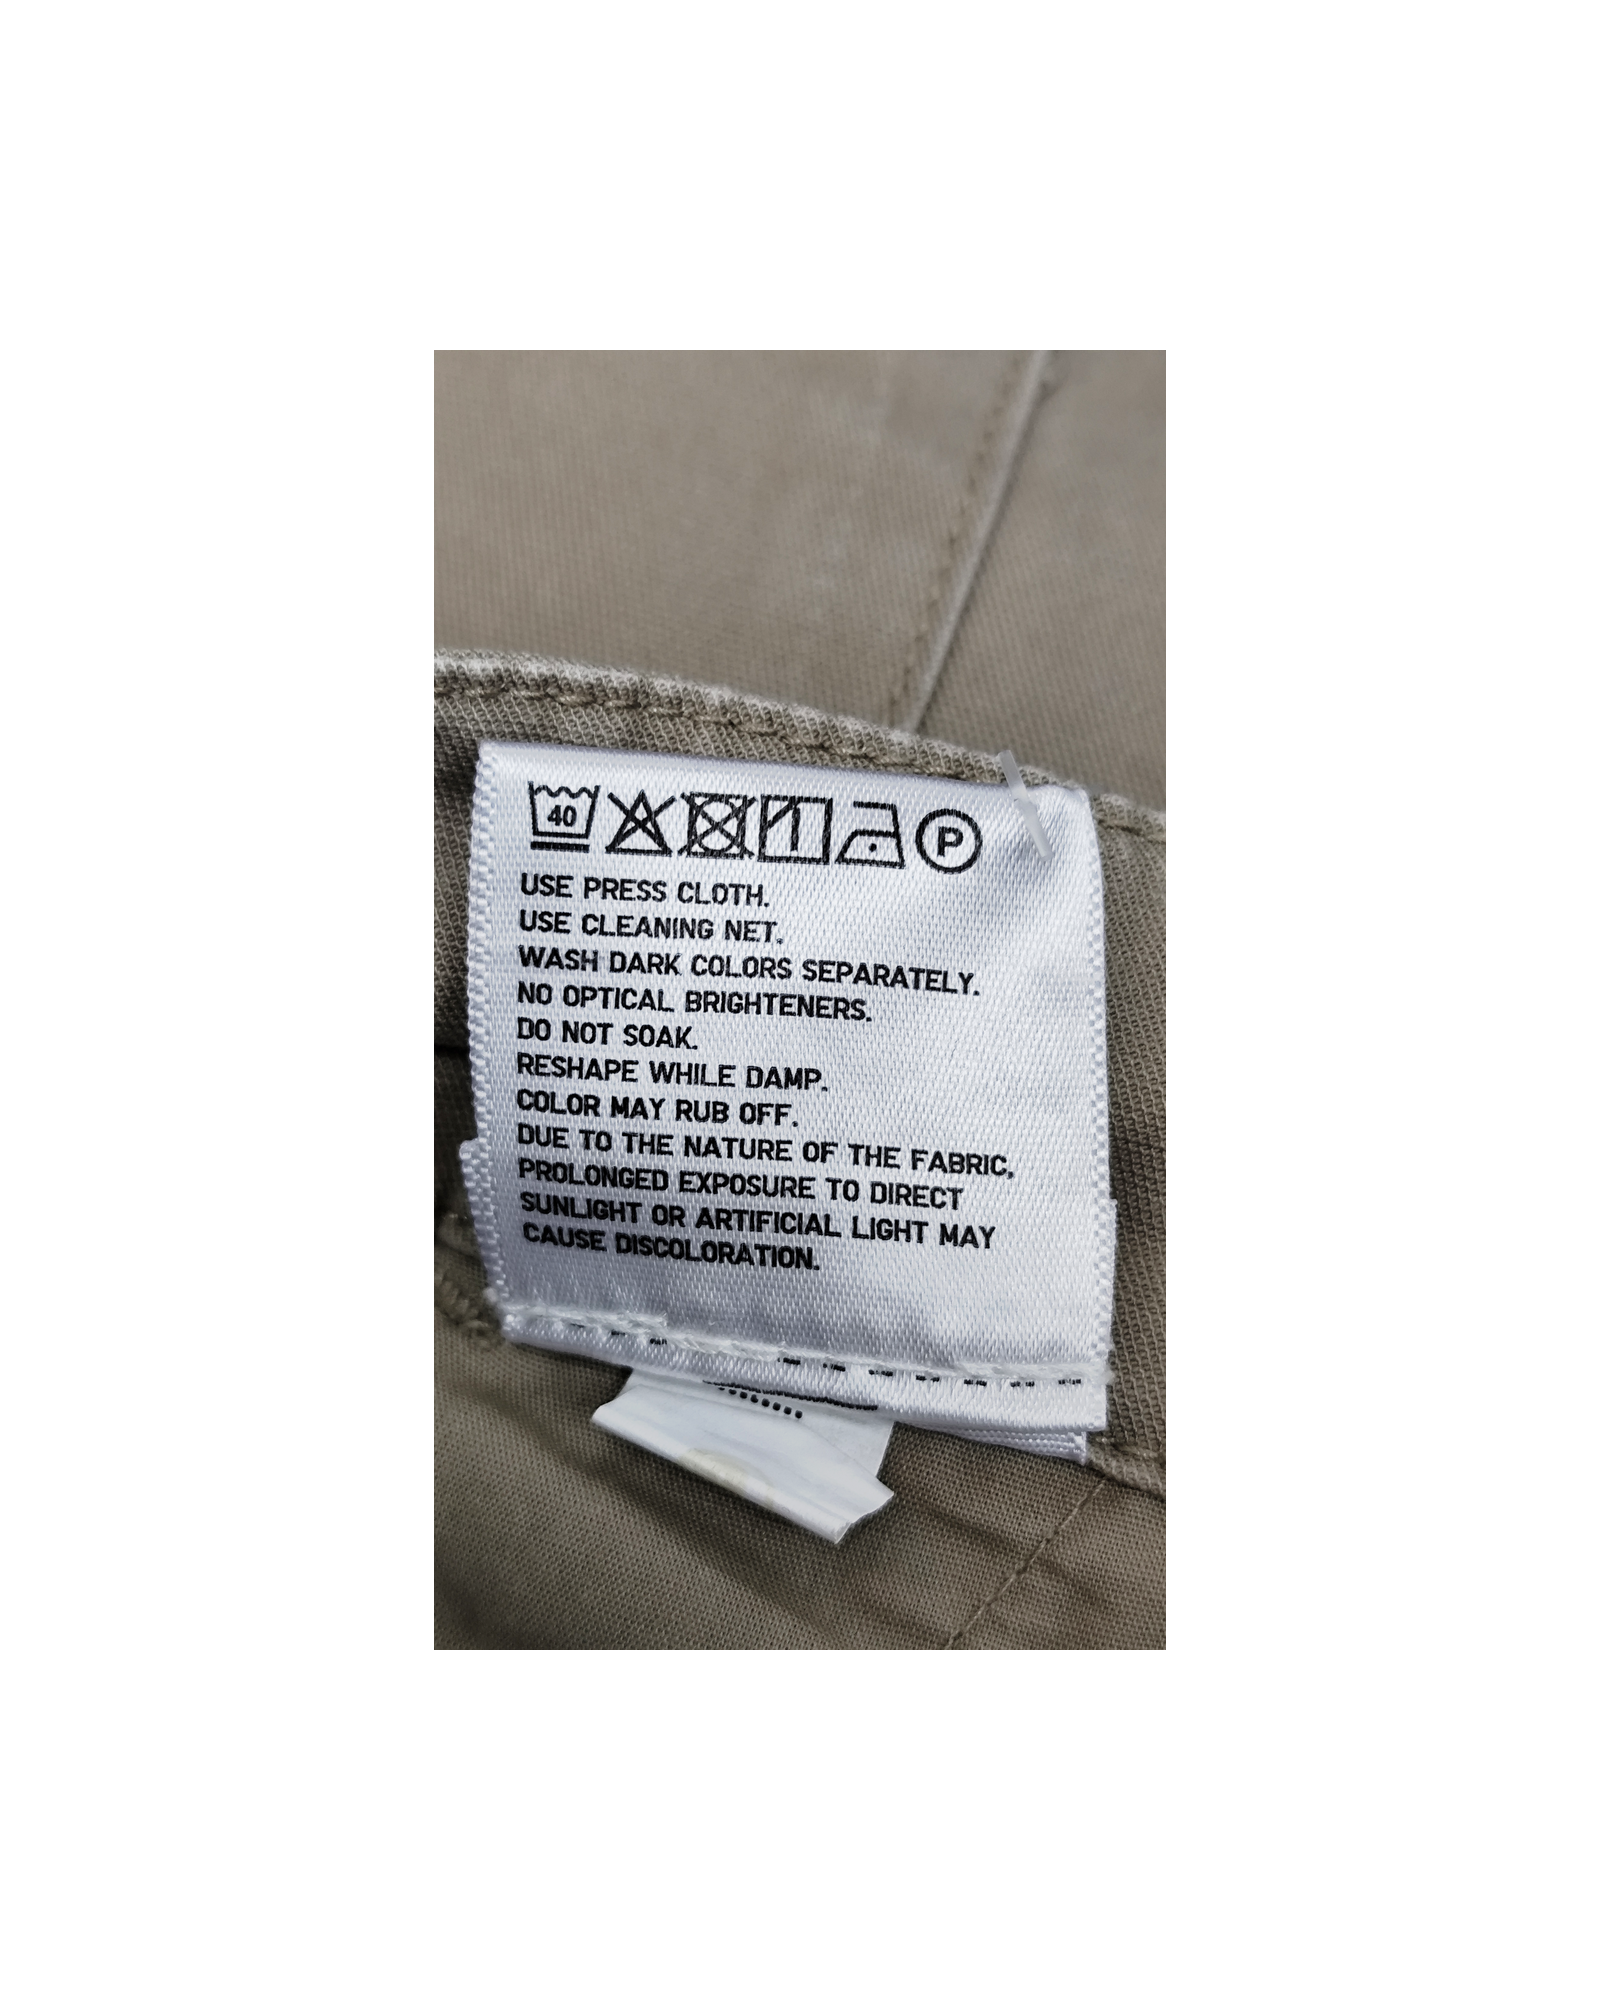 40
P
USE PRESS CLOTH.
USE CLEANING NET.
WASH DARK COLORS SEPARATELY.
NO OPTICAL BRIGHTENERS.
DO NOT SOAK.
RESHAPE WHILE DAMP.
COLOR MAY RUB OFF.
DUE TO THE NATURE OF THE FABRIC,
PROLONGED EXPOSURE TO DIRECT
SUNLIGHT OR ARTIFICIAL LIGHT MAY
CAUSE DISCOLORATION.